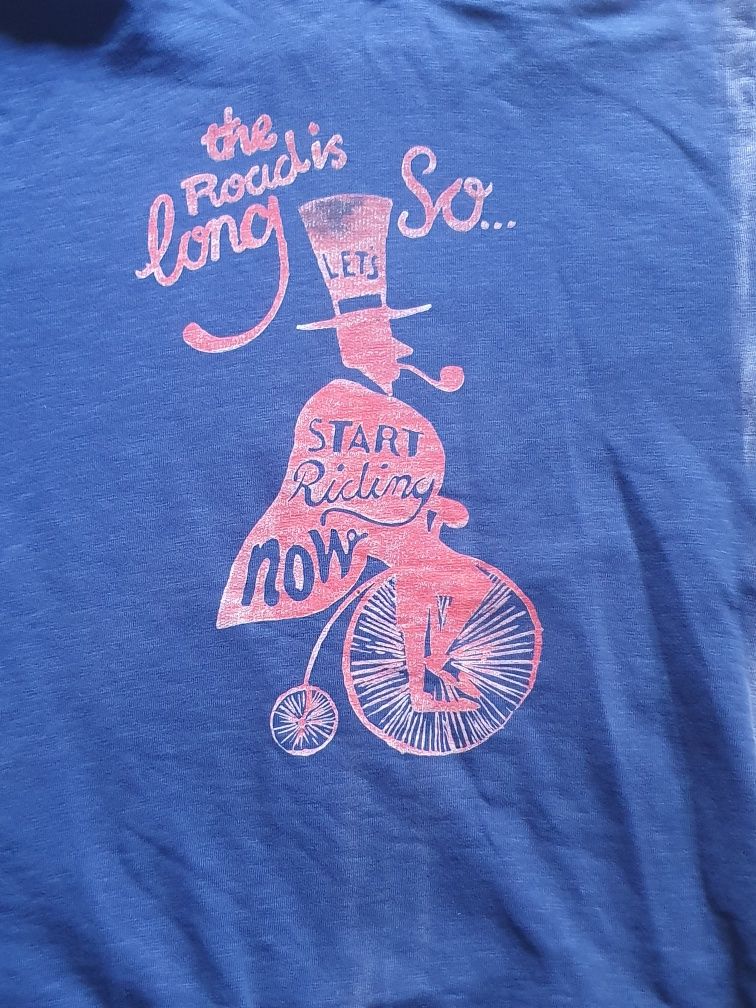 the
Road is
long
So...
LET'S
START
Riding
now